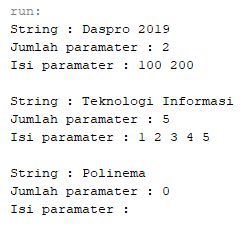 run:
String : Daspro 2019
Jumlah paramater : 2
Isi paramater : 100 200
String : Teknologi Informasi
Jumlah paramater : 5
Isi paramater : 1 2 3 4 5
String : Polinema
Jumlah paramater : 0
Isi paramater :